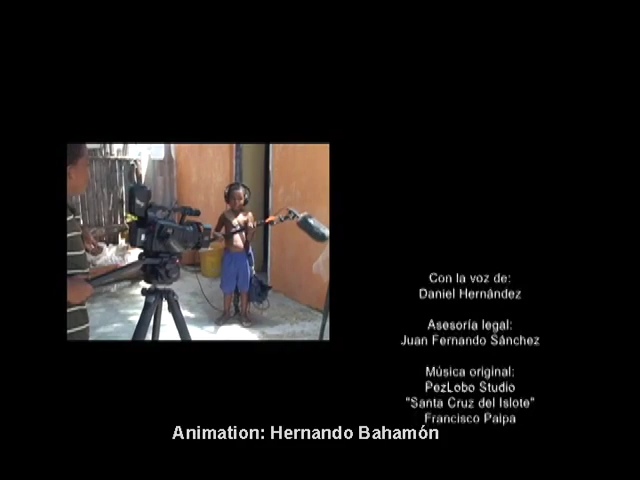 Con la voz de:
Daniel Hernández
Asesoría legal:
Juan Fernando Sánchez
Música original:
PezLobo Studio
"Santa Cruz del Islote"
Francisco Paipa
Animation: Hernando Bahamón